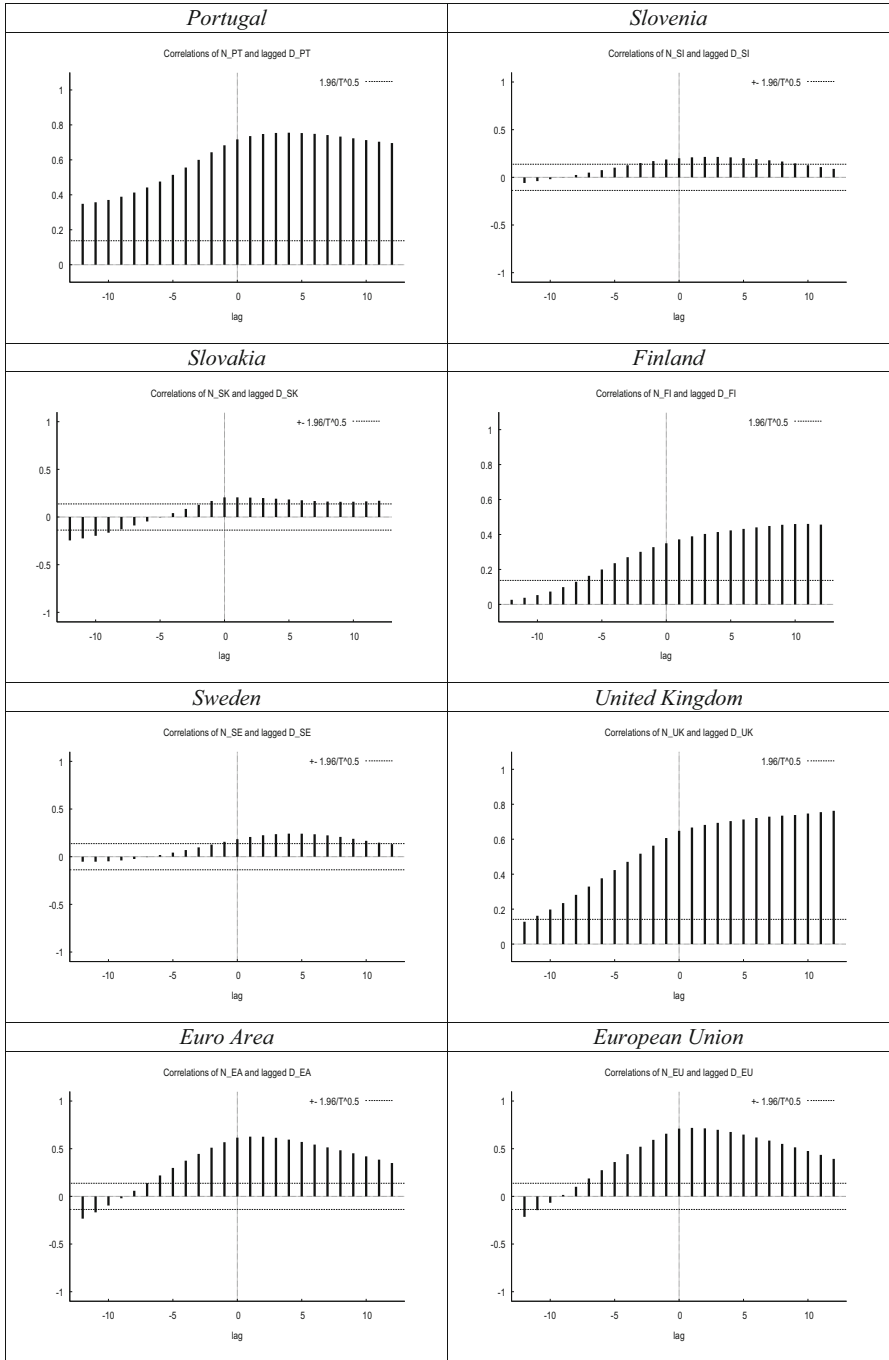 Portugal
Slovenia
Correlations of N_PT and lagged D_PT
1.96/T^0.5
1
0.8
0.6
0.4
0.2
0
-10 -5 0 5 10
lag
Correlations of N_SI and lagged D_SI
+- 1.96/T^0.5
1
0.5
0
-0.5
-1
-10 -5 0 5 10
lag
Slovakia
Finland
Correlations of N_SK and lagged D_SK
+- 1.96/T^0.5
1
0.5
0
-0.5
-1
-10 -5 0 5 10
lag
Correlations of N_FI and lagged D_FI
1.96/T^0.5
1
0.8
0.6
0.4
0.2
0
-10 -5 0 5 10
lag
Sweden
United Kingdom
Correlations of N_SE and lagged D_SE
+- 1.96/T^0.5
1
0.5
0
-0.5
-1
-10 -5 0 5 10
lag
Correlations of N_UK and lagged D_UK
1.96/T^0.5
1
0.8
0.6
0.4
0.2
0
-10 -5 0 5 10
lag
Euro Area
European Union
Correlations of N_EA and lagged D_EA
+- 1.96/T^0.5
1
0.5
0
-0.5
-1
-10 -5 0 5 10
lag
Correlations of N_EU and lagged D_EU
+- 1.96/T^0.5
1
0.5
0
-0.5
-1
-10 -5 0 5 10
lag